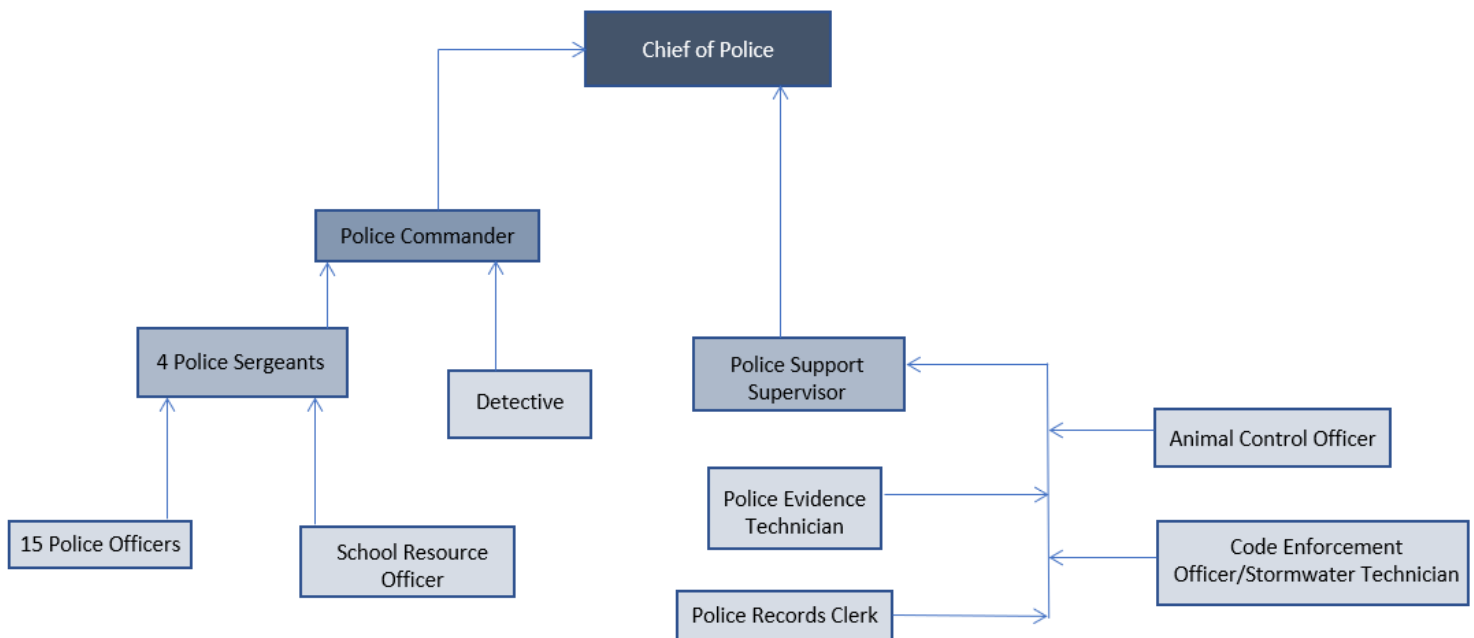 Chief of Police
Police Commander
4 Police Sergeants
Police Support
Supervisor
Detective
Animal Control Officer
Police Evidence
Technician
15 Police Officers
School Resource
Officer
Code Enforcement
Officer/Stormwater Technician
Police Records Clerk